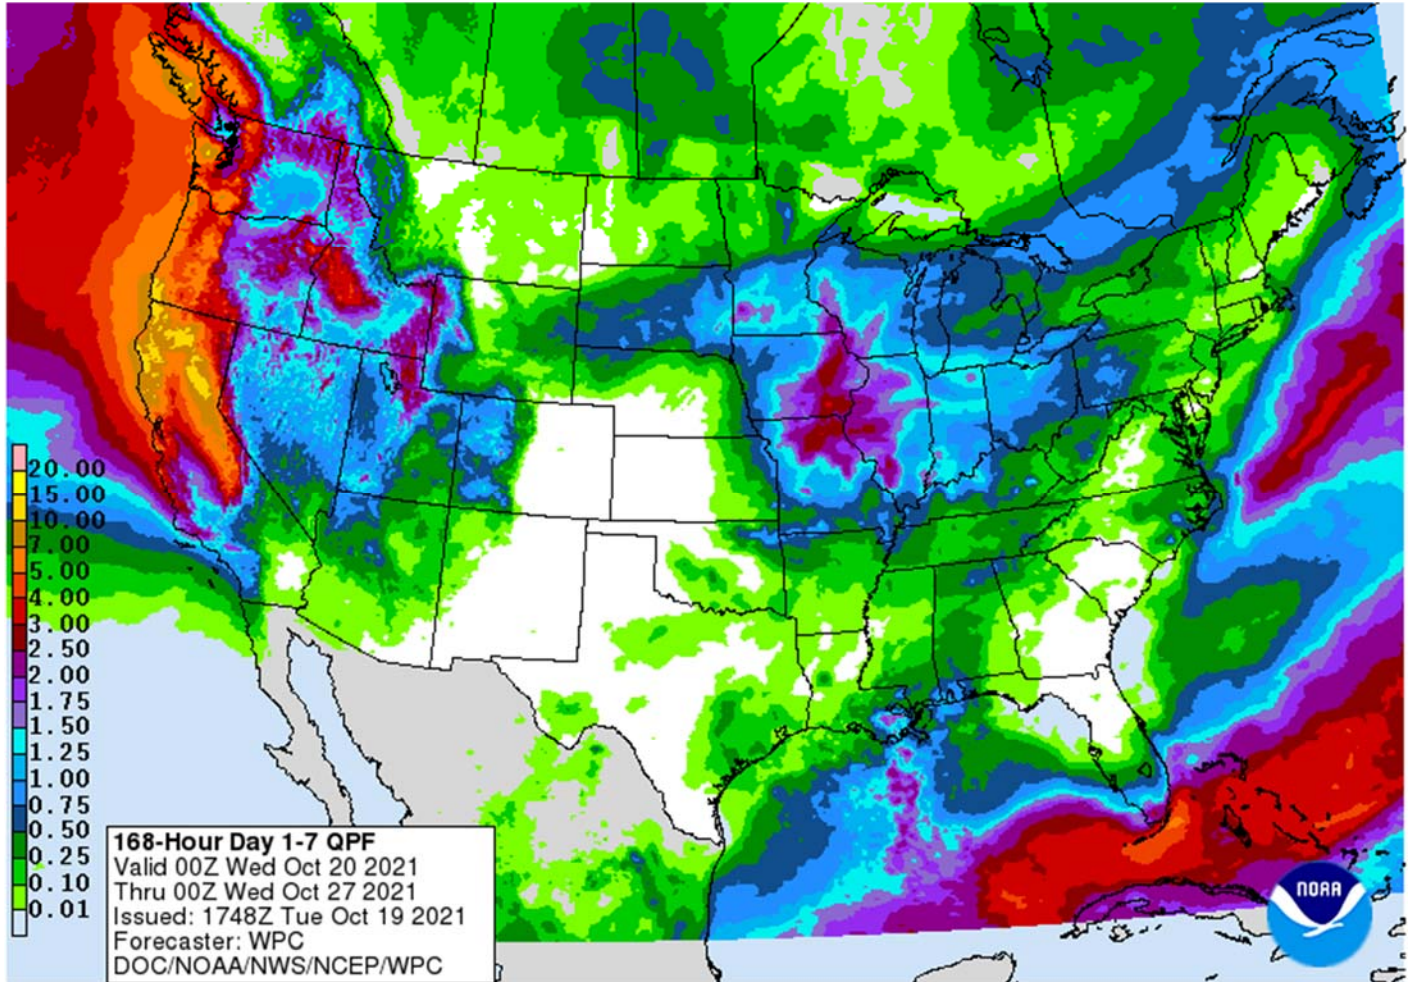 20.00
15.00
10.00
7.00
5.00
4.00
3.00
2.50
2.00
1.75
1.50
1.25
1.00
0.75
0.50
0.25
0.10
0.01
168-Hour Day 1-7 QPF
Valid 00Z Wed Oct 20 2021
Thru 00Z Wed Oct 27 2021
Issued: 1748Z Tue Oct 19 2021
Forecaster: WPC
DOC/NOAA/NWS/NCEP/WPC
NOAA